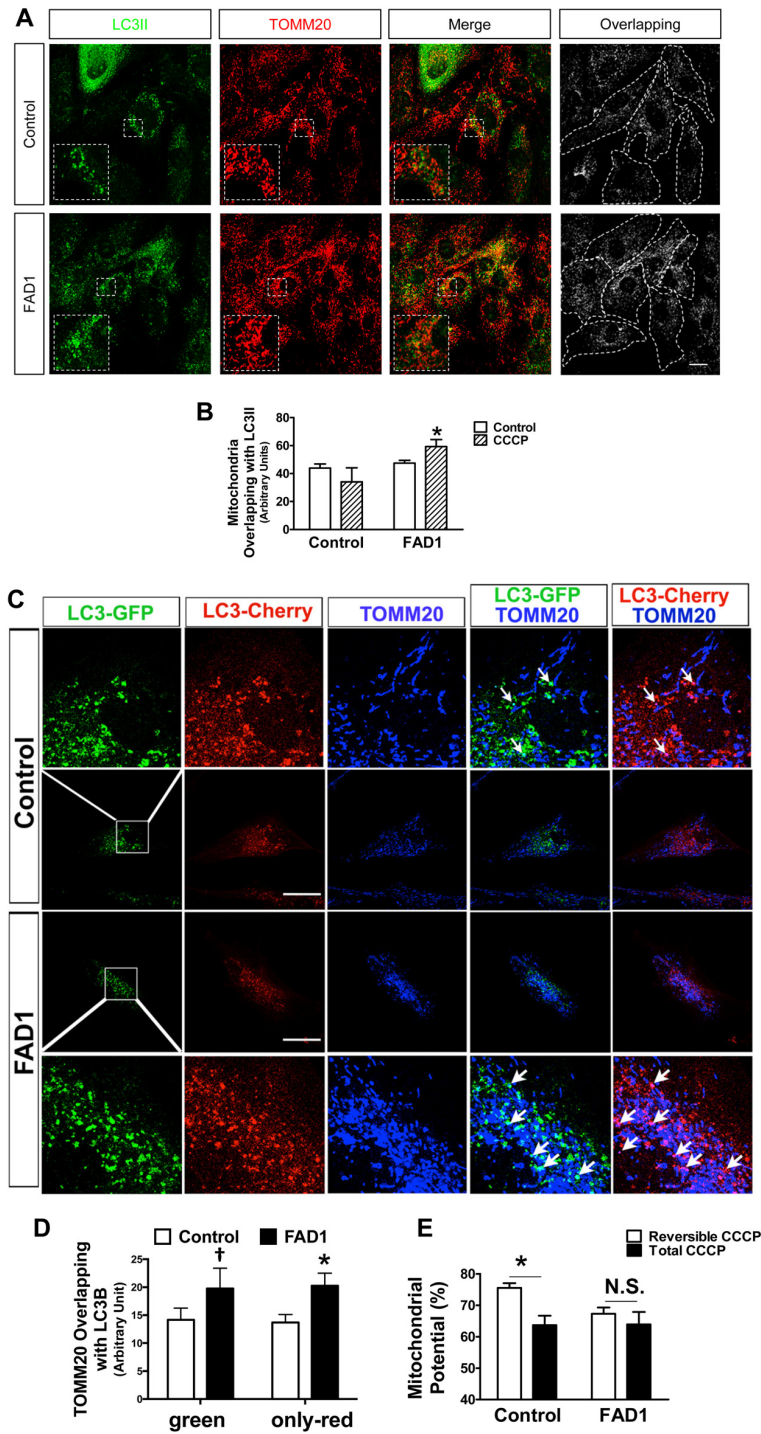 A
LC3II
TOMM20
Merge
Overlapping
Control
FAD1
B
Mitochondria
Overlapping with LC3II
(Arbitrary Units)
80
60
40
20
0
*
Control
CCCP
Control
FAD1
C
LC3-GFP
LC3-Cherry
TOMM20
LC3-GFP
TOMM20
LC3-Cherry
TOMM20
Control
FAD1
D
Control
FAD1
TOMM20 Overlapping
with LC3B
(Arbitrary Unit)
25
20
15
10
5
0
†
*
green
only-red
E
Reversible CCCP
Total CCCP
Mitochondrial
Potential (%)
80
70
60
50
40
*
N.S.
Control
FAD1